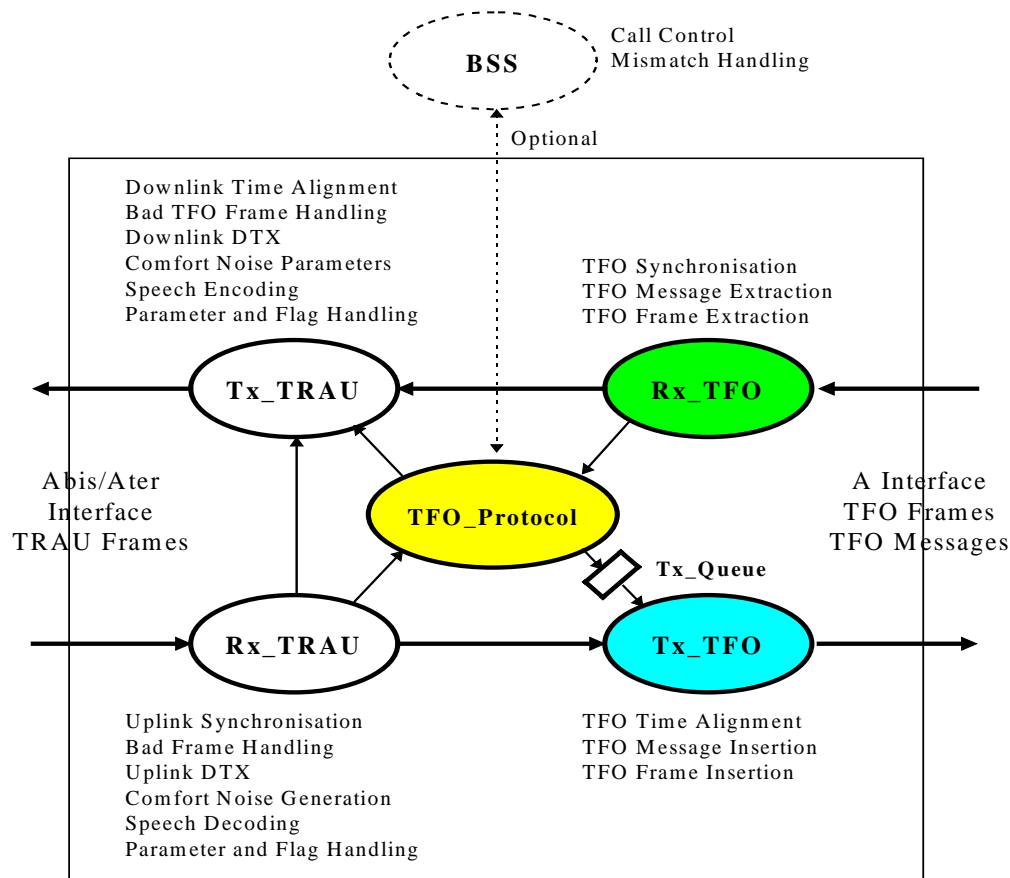 BSS
Call Control
Mismatch Handling
Optional
Downlink Time Alignment
Bad TFO Frame Handling
Downlink DTX
Comfort Noise Parameters
Speech Encoding
Parameter and Flag Handling
TFO Synchronisation
TFO Message Extraction
TFO Frame Extraction
Tx_TRAU
Rx_TFO
Abis/Ater
Interface
TRAU Frames
TFO_Protocol
A Interface
TFO Frames
TFO Messages
Tx_Queue
Rx_TRAU
Tx_TFO
Uplink Synchronisation
Bad Frame Handling
Uplink DTX
Comfort Noise Generation
Speech Decoding
Parameter and Flag Handling
TFO Time Alignment
TFO Message Insertion
TFO Frame Insertion